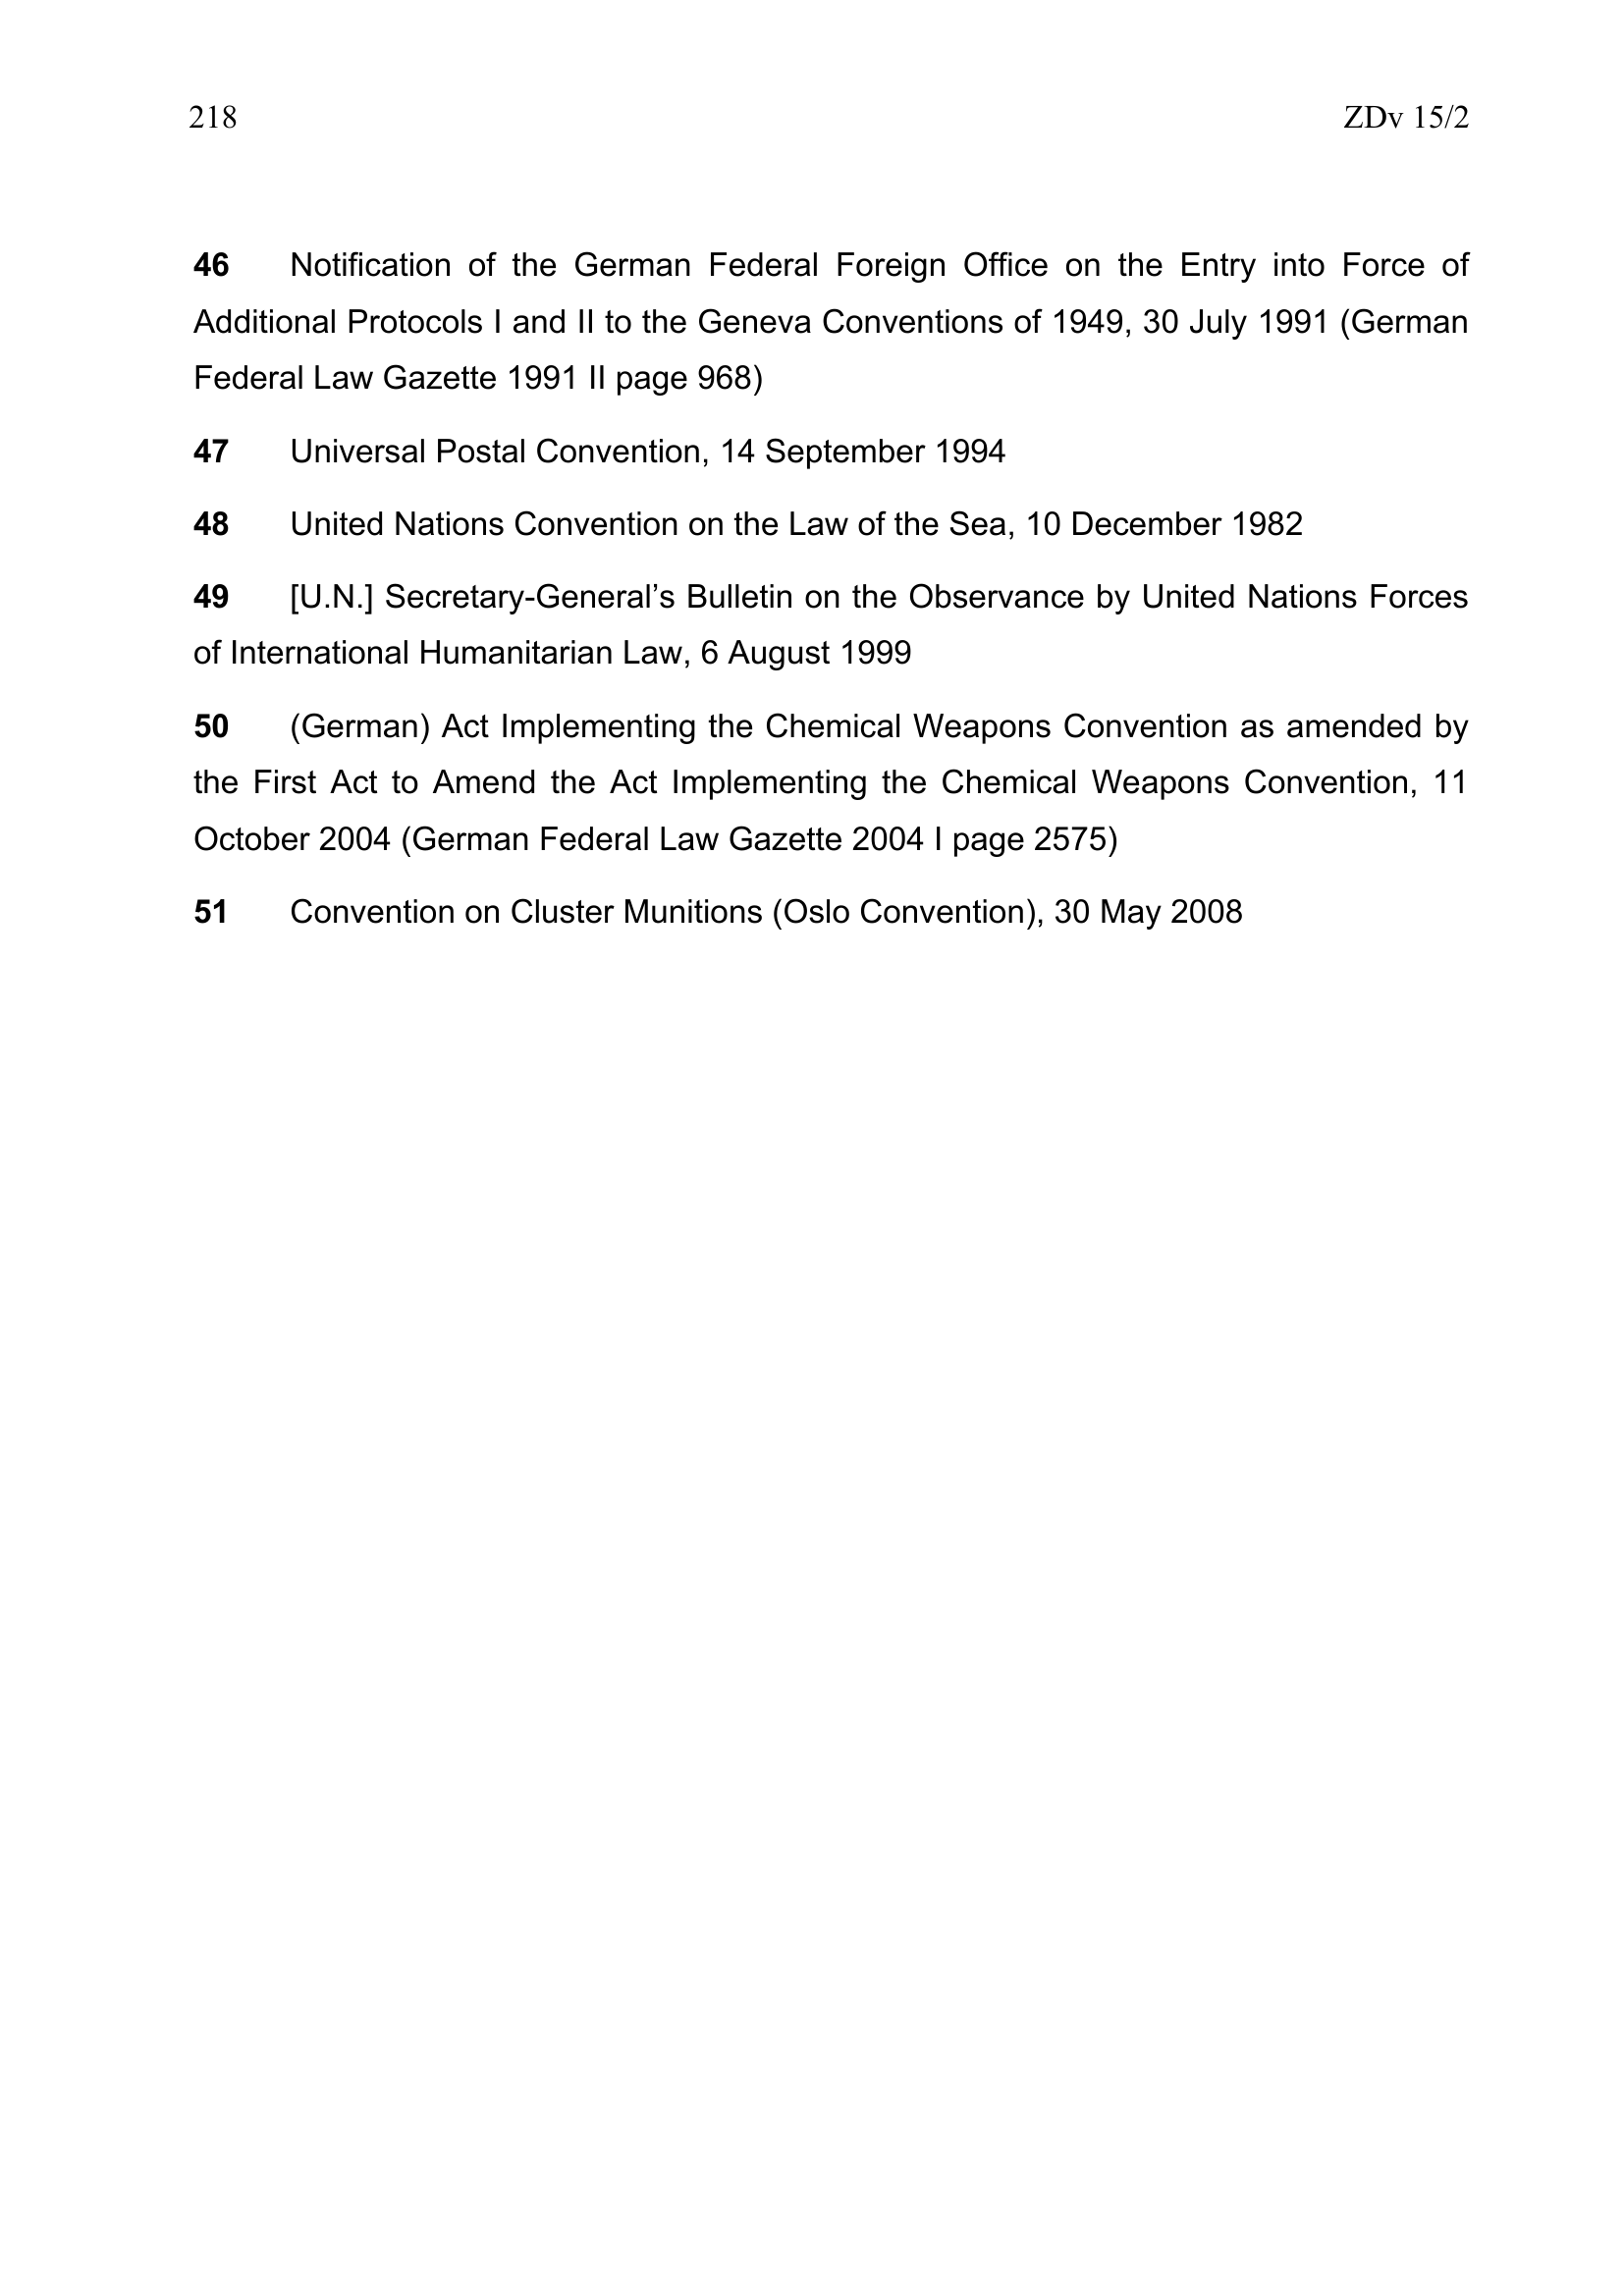 218 ZDv 15/2
46 Notification of the German Federal Foreign Office on the Entry into Force of
Additional Protocols I and II to the Geneva Conventions of 1949, 30 July 1991 (German
Federal Law Gazette 1991 II page 968)
47 Universal Postal Convention, 14 September 1994
48 United Nations Convention on the Law of the Sea, 10 December 1982
49 [U.N.] Secretary-General’s Bulletin on the Observance by United Nations Forces
of International Humanitarian Law, 6 August 1999
50 (German) Act Implementing the Chemical Weapons Convention as amended by
the First Act to Amend the Act Implementing the Chemical Weapons Convention, 11
October 2004 (German Federal Law Gazette 2004 I page 2575)
51 Convention on Cluster Munitions (Oslo Convention), 30 May 2008